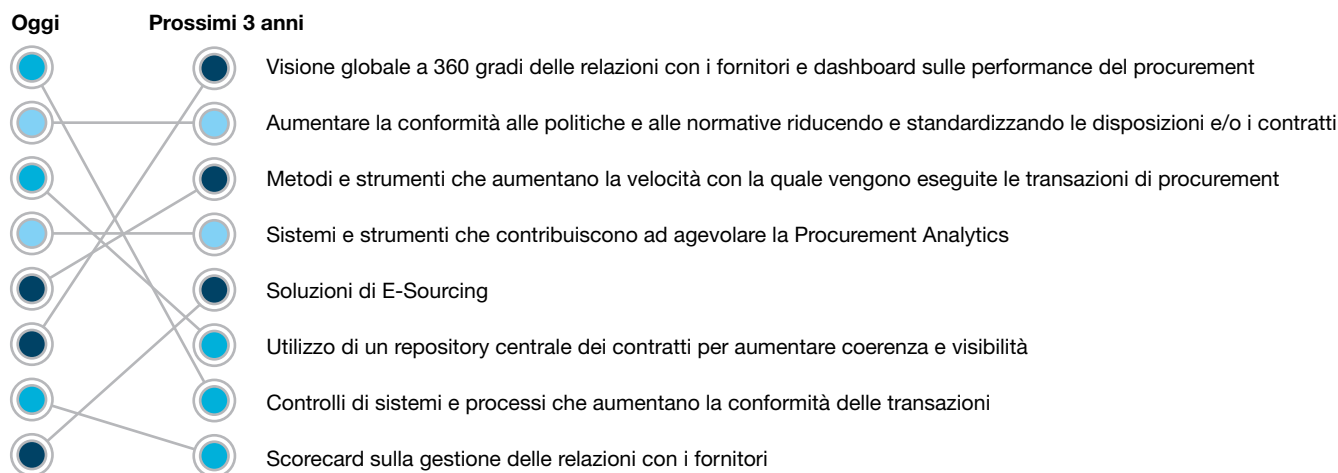 Oggi Prossimi 3 anni
Visione globale a 360 gradi delle relazioni con i fornitori e dashboard sulle performance del procurement
Aumentare la conformità alle politiche e alle normative riducendo e standardizzando le disposizioni e/o i contratti
Metodi e strumenti che aumentano la velocità con la quale vengono eseguite le transazioni di procurement
Sistemi e strumenti che contribuiscono ad agevolare la Procurement Analytics
Soluzioni di E-Sourcing
Utilizzo di un repository centrale dei contratti per aumentare coerenza e visibilità
Controlli di sistemi e processi che aumentano la conformità delle transazioni
Scorecard sulla gestione delle relazioni con i fornitori